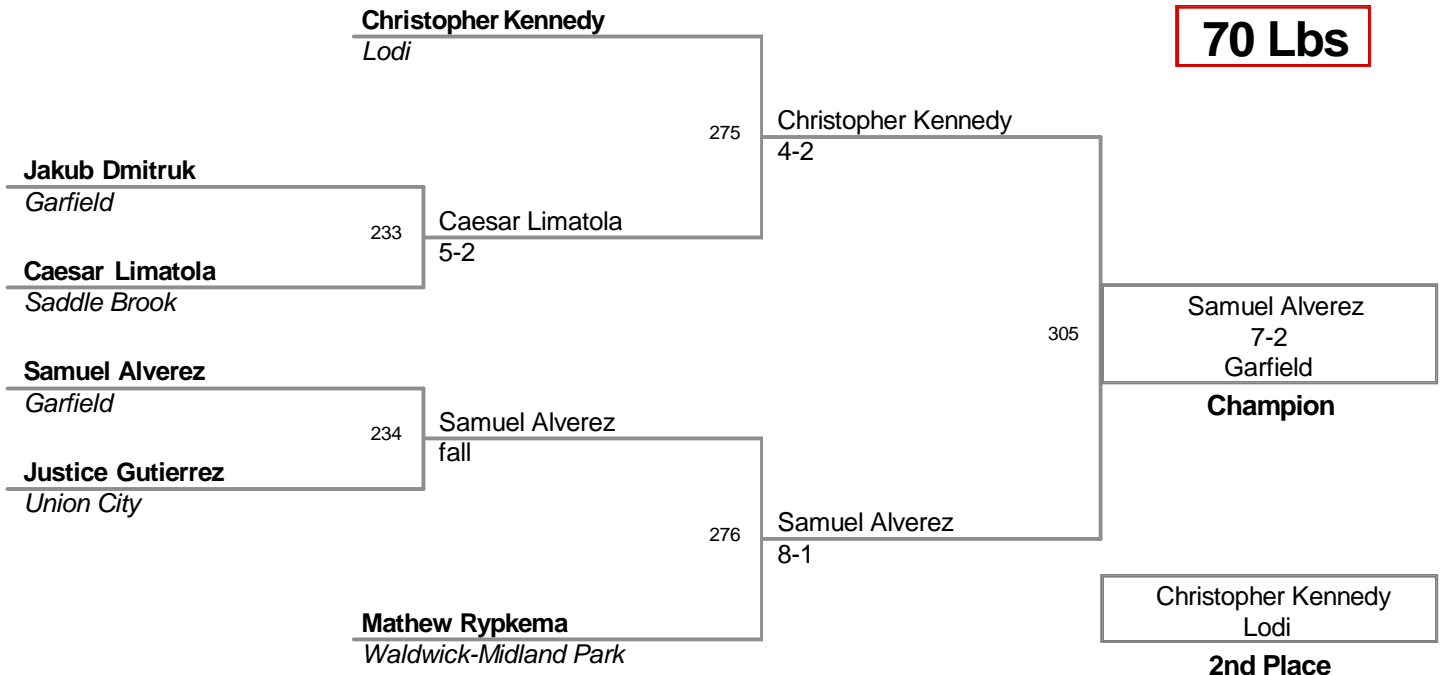 Christopher Kennedy
Lodi
70 Lbs
275
Christopher Kennedy
4-2
Jakub Dmitruk
Garfield
233
Caesar Limatola
5-2
Caesar Limatola
Saddle Brook
305
Samuel Alverez
7-2
Garfield
Champion
Samuel Alverez
Garfield
234
Samuel Alverez
fall
Justice Gutierrez
Union City
276
Samuel Alverez
8-1
Mathew Rypkema
Waldwick-Midland Park
Christopher Kennedy
Lodi
2nd Place